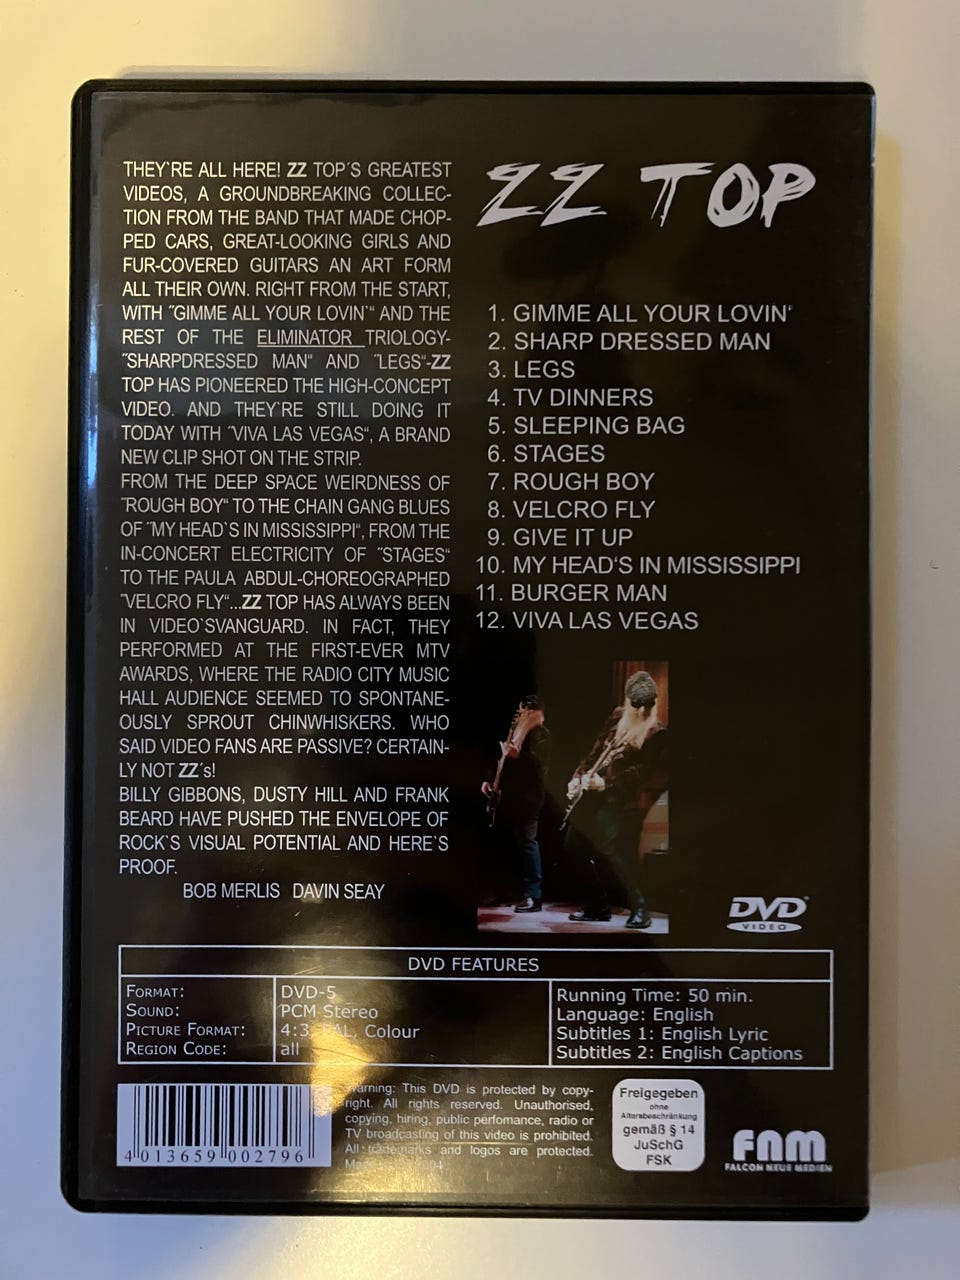 THEY`RE ALL HERE! ZZ TOP´S GREATEST
VIDEOS, A GROUNDBREAKING COLLEC-
TION FROM THE BAND THAT MADE CHOP-
PED CARS, GREAT-LOOKING GIRLS AND
FUR-COVERED GUITARS AN ART FORM
ALL THEIR OWN. RIGHT FROM THE START,
WITH ˝GIMME ALL YOUR LOVIN`“ AND THE
REST OF THE ELIMINATOR TRIOLOGY-
˝SHARPDRESSED MAN“ AND ˝LEGS“-ZZ
TOP HAS PIONEERED THE HIGH-CONCEPT
VIDEO. AND THEY`RE STILL DOING IT
TODAY WITH ˝VIVA LAS VEGAS“, A BRAND
NEW CLIP SHOT ON THE STRIP.
FROM THE DEEP SPACE WEIRDNESS OF
˝ROUGH BOY“ TO THE CHAIN GANG BLUES
OF ˝MY HEAD`S IN MISSISSIPPI“, FROM THE
IN-CONCERT ELECTRICITY OF ˝STAGES“
TO THE PAULA ABDUL-CHOREOGRAPHED
˝VELCRO FLY“...ZZ TOP HAS ALWAYS BEEN
IN VIDEO`SVANGUARD. IN FACT, THEY
PERFORMED AT THE FIRST-EVER MTV
AWARDS, WHERE THE RADIO CITY MUSIC
HALL AUDIENCE SEEMED TO SPONTANE-
OUSLY SPROUT CHINWHISKERS. WHO
SAID VIDEO FANS ARE PASSIVE? CERTAIN-
LY NOT ZZ´s!
BILLY GIBBONS, DUSTY HILL AND FRANK
BEARD HAVE PUSHED THE ENVELOPE OF
ROCK`S VISUAL POTENTIAL AND HERE`S
PROOF.
BOB MERLIS DAVIN SEAY
ZZ TOP
1. GIMME ALL YOUR LOVIN‘
2. SHARP DRESSED MAN
3. LEGS
4. TV DINNERS
5. SLEEPING BAG
6. STAGES
7. ROUGH BOY
8. VELCRO FLY
9. GIVE IT UP
10. MY HEAD‘S IN MISSISSIPPI
11. BURGER MAN
12. VIVA LAS VEGAS
DVD
VIDEO
DVD FEATURES
FORMAT: DVD-5
SOUND: PCM Stereo
PICTURE FORMAT: 4:3 PAL, Colour
REGION CODE: all
Running Time: 50 min.
Language: English
Subtitles 1: English Lyric
Subtitles 2: English Captions
4 013659 002796
Warning: This DVD is protected by copy-
right. All rights reserved. Unauthorised,
copying, hiring, public perfomance, radio or
TV broadcasting of this video is prohibited.
All trademarks and logos are protected.
Freigegeben
ohne
Altersbeschränkung
gemäß § 14
JuSchG
FSK
FNM
FALCON NEUE MEDIEN